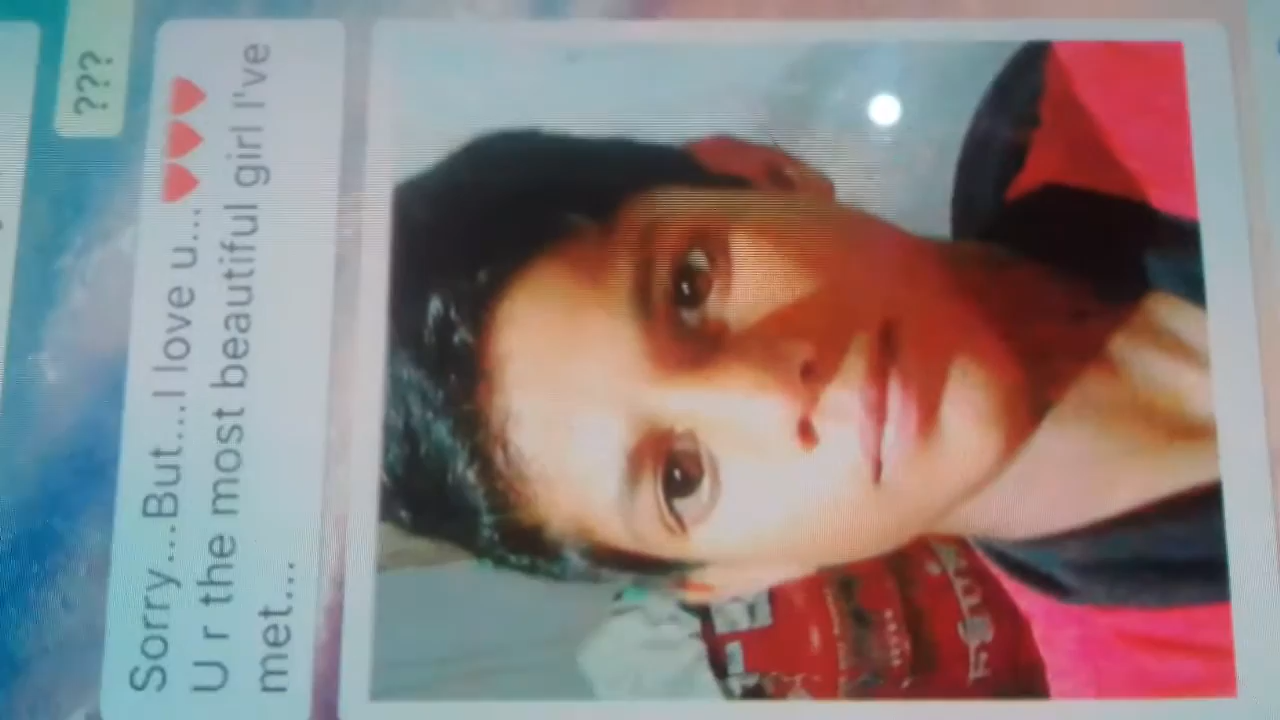 ???
Sorry....But...I love u....♥♥♥
U r the most beautiful girl I've
met...